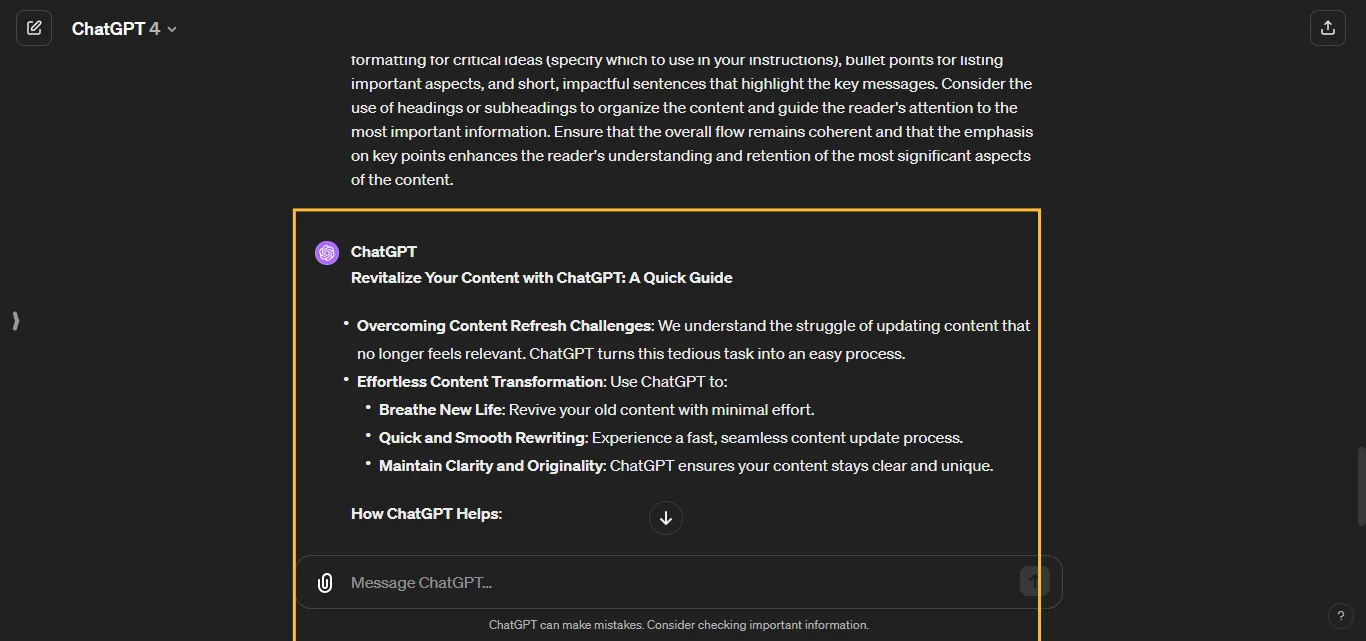 ChatGPT 4
formatting for critical ideas (specify which to use in your instructions), bullet points for listing
important aspects, and short, impactful sentences that highlight the key messages. Consider the
use of headings or subheadings to organize the content and guide the reader's attention to the
most important information. Ensure that the overall flow remains coherent and that the emphasis
on key points enhances the reader's understanding and retention of the most significant aspects
of the content.
ChatGPT
Revitalize Your Content with ChatGPT: A Quick Guide
• Overcoming Content Refresh Challenges: We understand the struggle of updating content that
no longer feels relevant. ChatGPT turns this tedious task into an easy process.
• Effortless Content Transformation: Use ChatGPT to:
• Breathe New Life: Revive your old content with minimal effort.
• Quick and Smooth Rewriting: Experience a fast, seamless content update process.
• Maintain Clarity and Originality: ChatGPT ensures your content stays clear and unique.
How ChatGPT Helps:
Message ChatGPT...
ChatGPT can make mistakes. Consider checking important information.
?